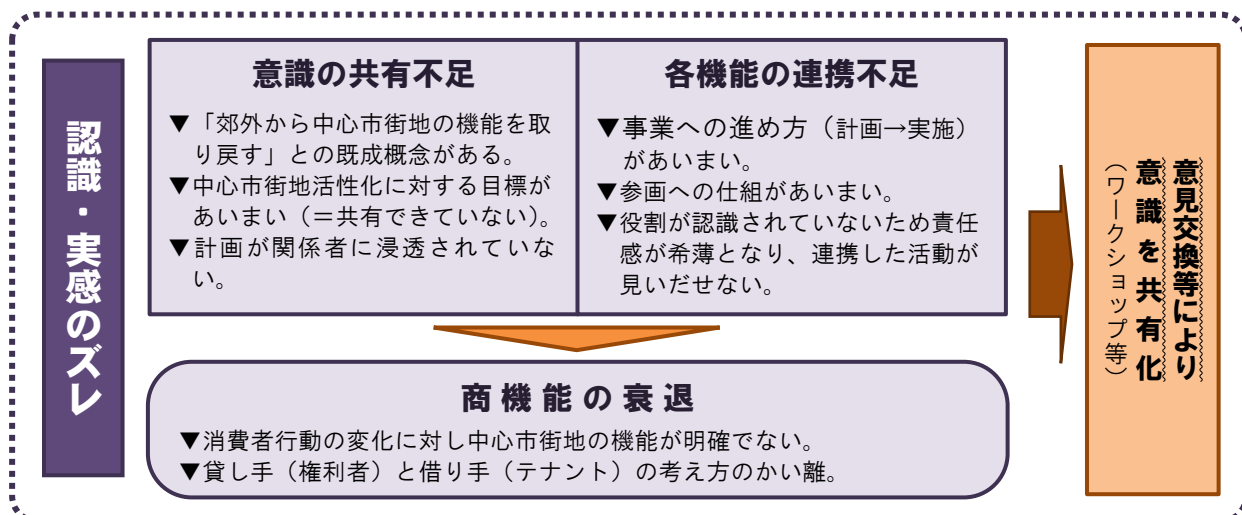 認識・実感のズレ
意識の共有不足
▼「郊外から中心市街地の機能を取
り戻す」との既成概念がある。
▼中心市街地活性化に対する目標が
あいまい（＝共有できていない）。
▼計画が関係者に浸透されていな
い。
各機能の連携不足
▼事業への進め方（計画→実施）
があいまい。
▼参画への仕組があいまい。
▼役割が認識されていないため責任
感が希薄となり、連携した活動が
見いだせない。
商機能の衰退
▼消費者行動の変化に対し中心市街地の機能が明確でない。
▼貸し手（権利者）と借り手（テナント）の考え方のかい離。
意見交換等により
意識を共有化
（ワークショップ等）